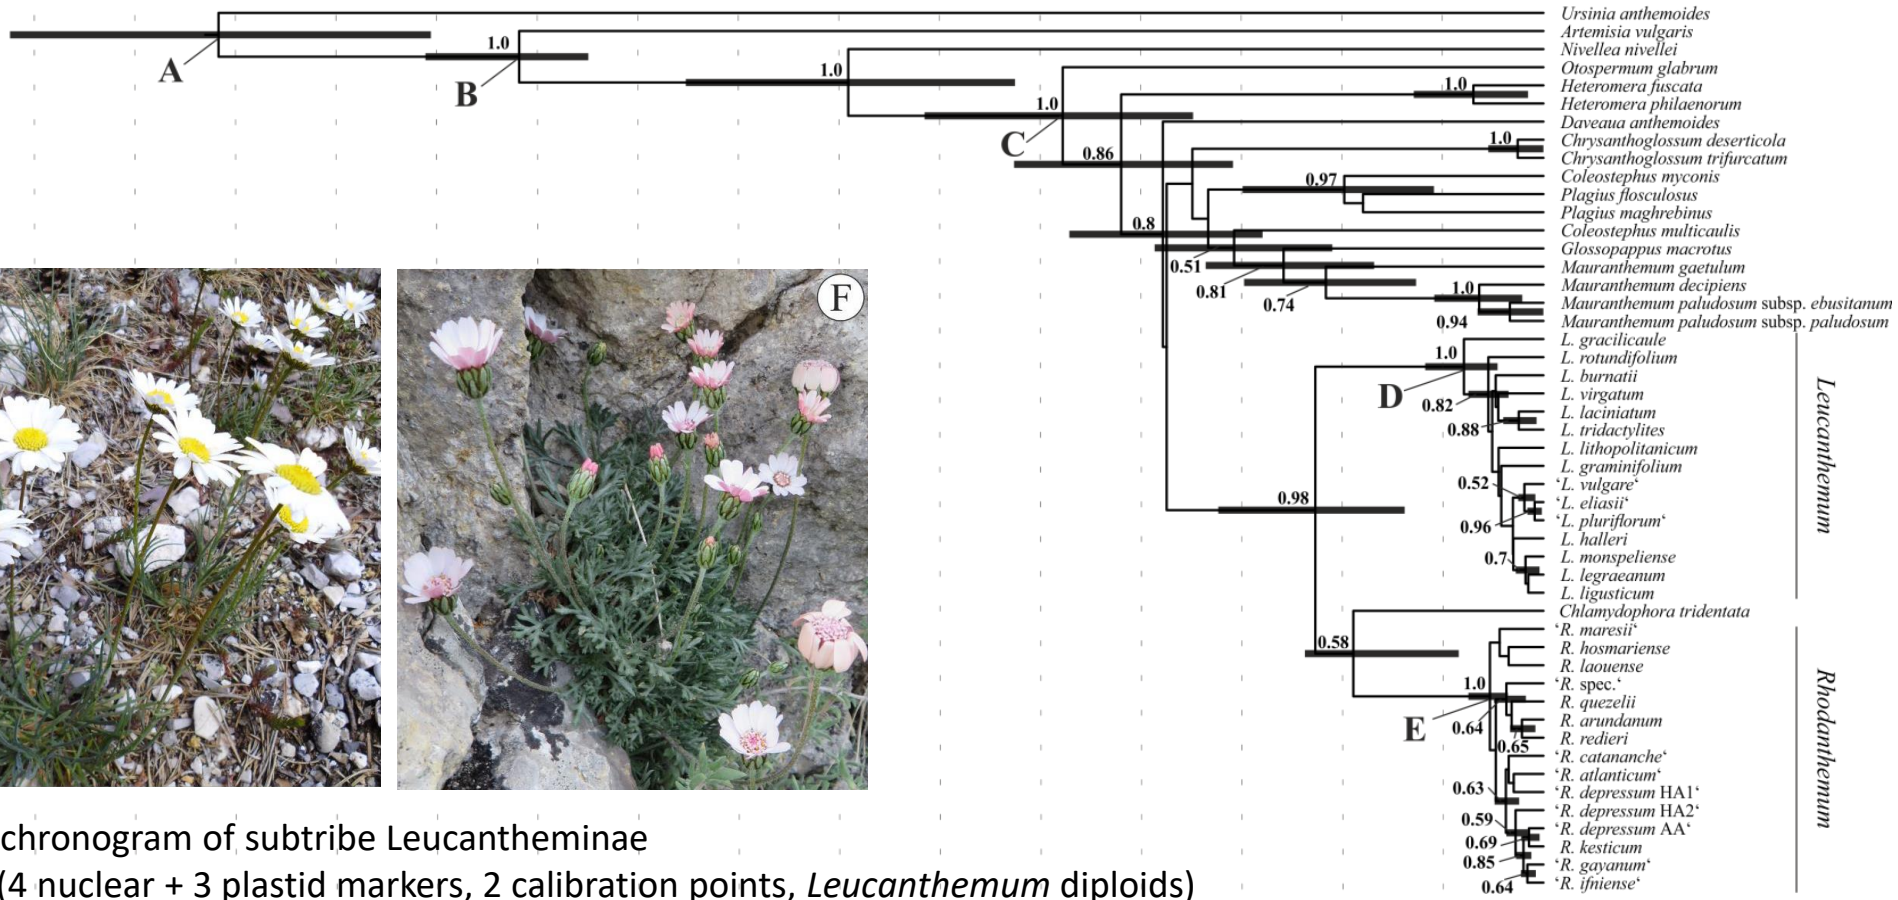 Ursinia anthemoides
Artemisia vulgaris
1.0
Nivellea nivellei
A
B
1.0
Otospermum glabrum
1.0
Heteromera fuscata
1.0
Heteromera philaenorum
C
Daveaua anthemoides
1.0
Chrysanthoglossum deserticola
0.86
Chrysanthoglossum trifurcatum
0.97
Coleostephus myconis
Plagius flosculosus
Plagius maghrebinus
0.8
Coleostephus multicaulis
Glossopappus macrotus
0.51
Mauranthemum gaetulum
0.81
1.0
Mauranthemum decipiens
0.74
Mauranthemum paludosum subsp. ebusitanum
0.94
Mauranthemum paludosum subsp. paludosum
F
L. gracilicaule
1.0
L. rotundifolium
L. burnatii
D
0.82
L. virgatum
L. laciniatum
0.88
L. tridactylites
L. lithopolitanicum
L. graminifolium
0.52
‘L. vulgare‘
0.98
‘L. eliasii‘
0.96
‘L. pluriflorum‘
L. halleri
0.7
L. monspeliense
L. legraeanum
L. ligusticum
Leucanthemum
Chlamydophora tridentata
‘R. maresii‘
0.58
R. hosmariense
R. laouense
1.0
‘R. spec.‘
R. quezelii
E
0.64
R. arundanum
0.65
R. redieri
‘R. catananche‘
‘R. atlanticum‘
0.63
‘R. depressum HA1‘
‘R. depressum HA2‘
0.59
‘R. depressum AA‘
0.69
R. kesticum
0.85
‘R. gayanum‘
0.64
‘R. ifniense‘
Rhodanthemum
chronogram of subtribe Leucantheminae
(4 nuclear + 3 plastid markers, 2 calibration points, Leucanthemum diploids)